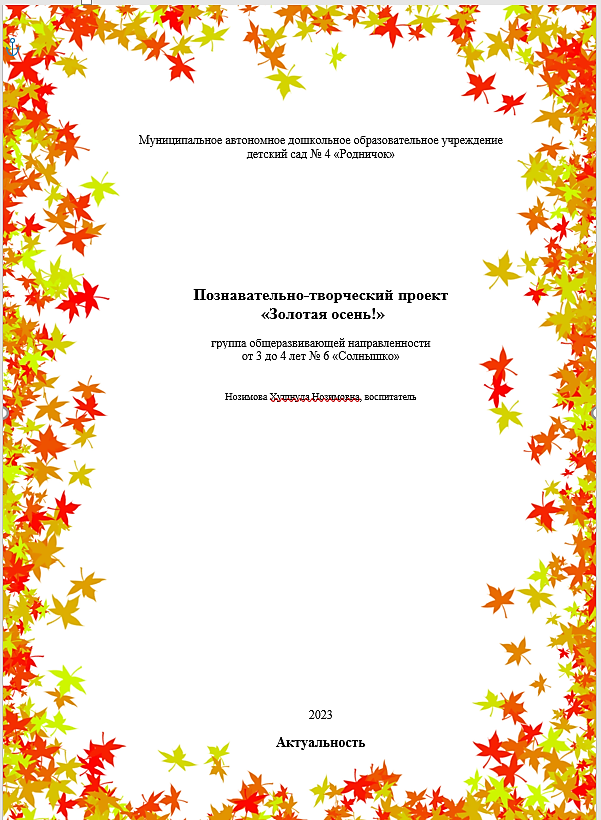 Муниципальное автономное дошкольное образовательное учреждение
детский сад № 4 «Родничок»
Познавательно-творческий проект
«Золотая осень!»
группа общеразвивающей направленности
от 3 до 4 лет № 6 «Солнышко»
Нозимова Хушнуда Нозимовна, воспитатель
2023
Актуальность